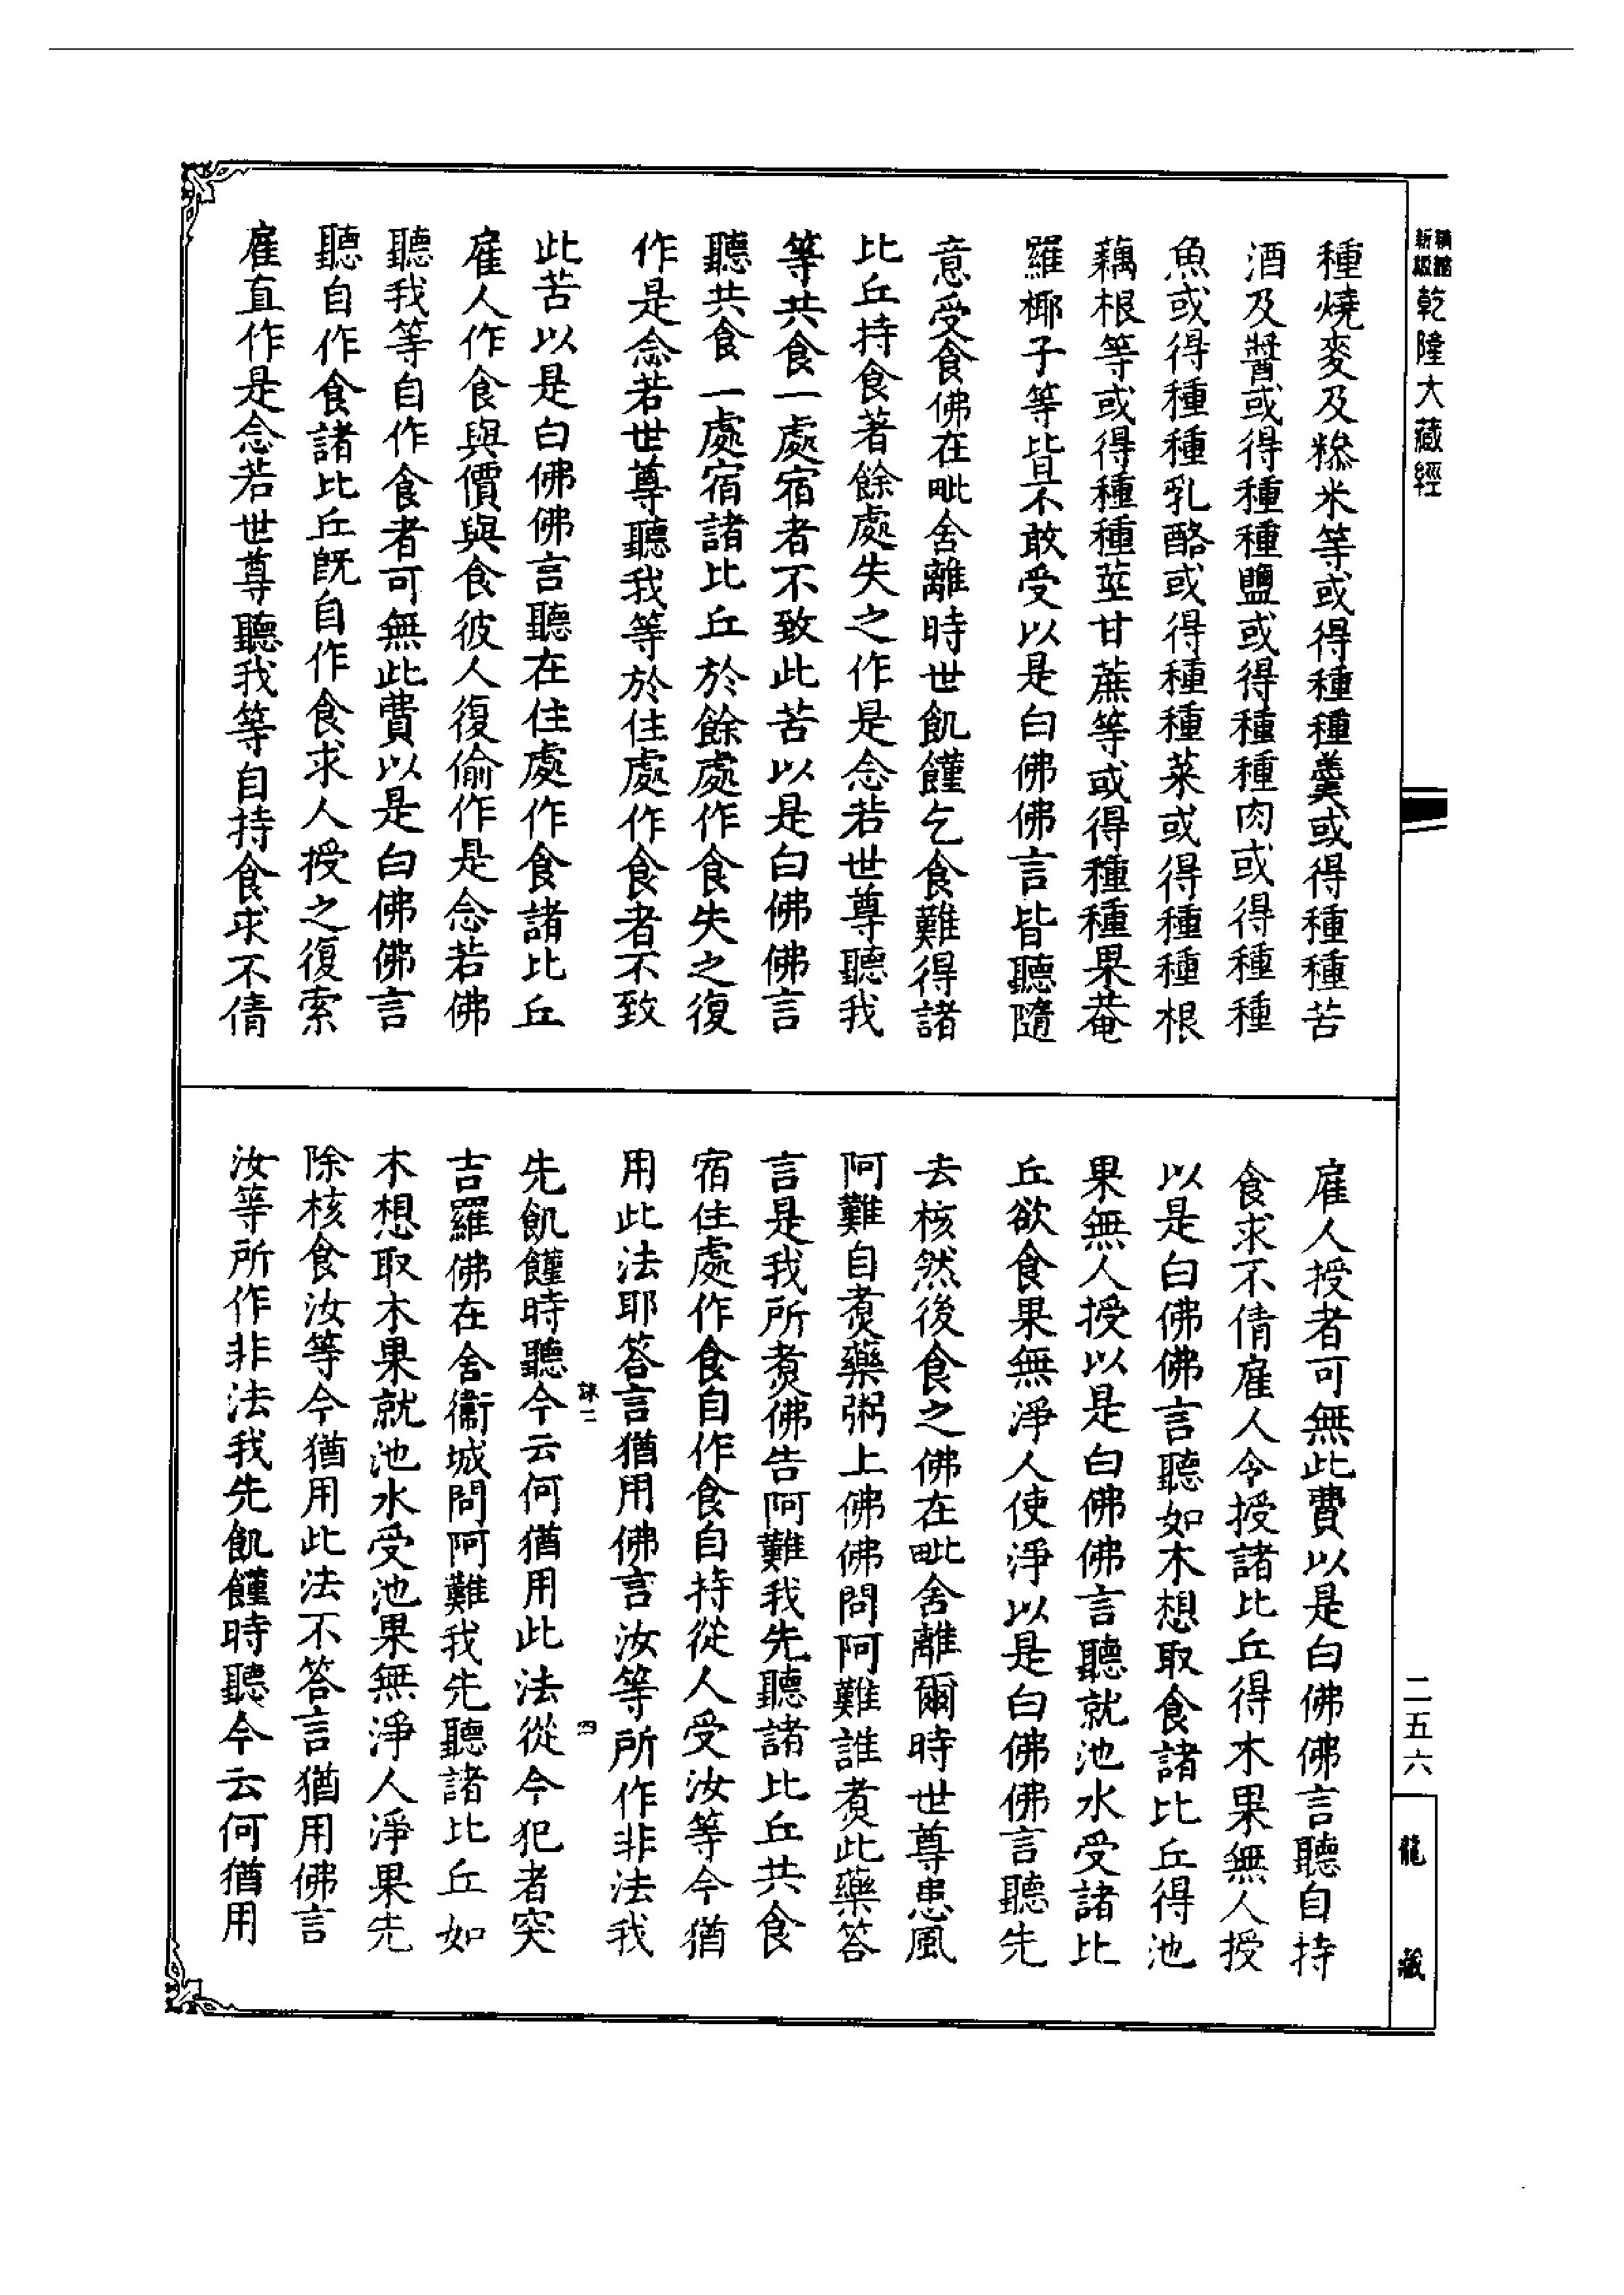 新編縮版
乾隆大藏經
種燒麥及糝米等或得種種羹或得種種苦
酒及醬或得種種鹽或得種種肉或得種種
魚或得種種乳酪或得種種菜或得種種根
藕根等或得種種莖甘蔗等或得種種果菴
羅椰子等皆不敢受以是白佛佛言皆聽隨
意受食佛在毗舍離時世飢饉乞食難得諸
比丘持食著餘處失之作是念若世尊聽我
等共食一處宿者不致此苦以是白佛佛言
聽共食一處宿諸比丘於餘處作食失之復
作是念若世尊聽我等於住處作食者不致
此苦以是白佛佛言聽在住處作食諸比丘
雇人作食與價與食彼人復偷作是念若佛
聽我等自作食者可無此費以是白佛佛言
聽自作食諸比丘旣自作食求人授之復索
雇直作是念若世尊聽我等自持食求不倩
雇人授者可無此費以是白佛佛言聽自持
食求不倩雇人令授諸比丘得木果無人授
以是白佛佛言聽如木想取食諸比丘得池
果無人授以是白佛佛言聽就池水受諸比
丘欲食果無淨人使淨以是白佛佛言聽先
去核然後食之佛在毗舍離爾時世尊患風
阿難自煑藥粥上佛佛問阿難誰煑此藥答
言是我所煑佛告阿難我先聽諸比丘共食
宿住處作食自作食自持從人受汝等今猶
用此法耶答言猶用佛言汝等所作非法我
先飢饉時聽今云何猶用此法從今犯者突
吉羅佛在舍衞城問阿難我先聽諸比丘如
木想取木果就池水受池果無淨人淨果先
除核食汝等今猶用此法不答言猶用佛言
汝等所作非法我先飢饉時聽今云何猶用
二五六
龍藏